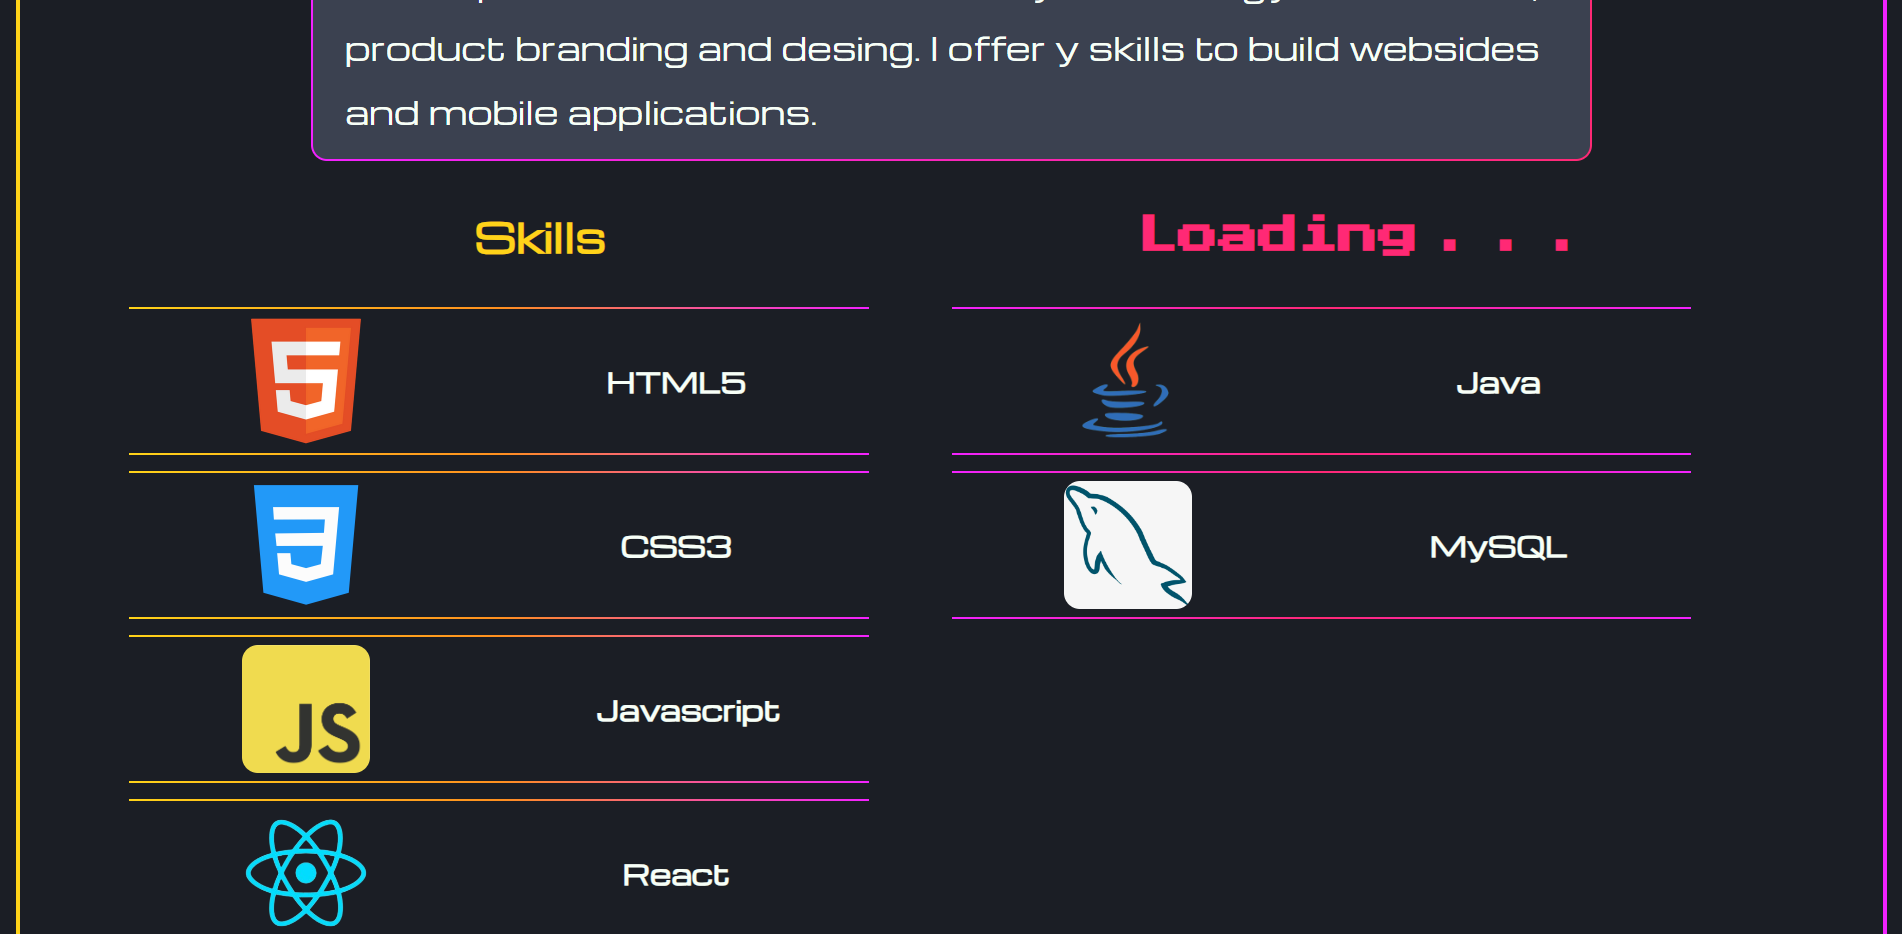 product branding and desing. I offer y skills to build websides
and mobile applications.
Skills
HTML5
CSS3
JS
Javascript
React
Loading . . .
Java
MySQL